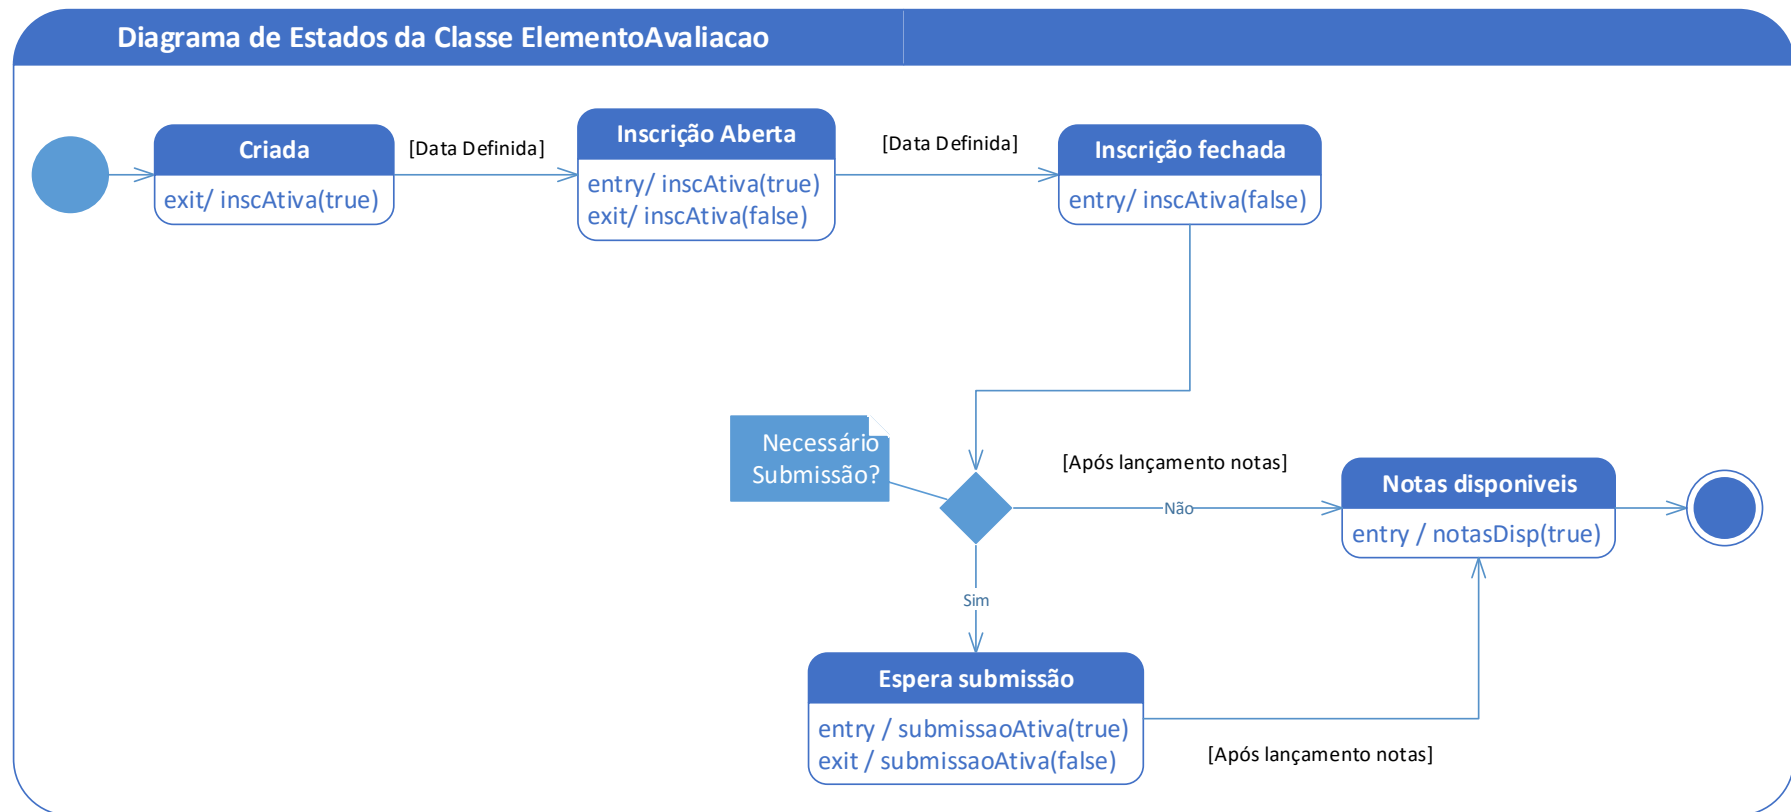 Diagrama de Estados da Classe ElementoAvaliacao
Criada
exit/ inscAtiva(true)
[Data Definida]
Inscrição Aberta
entry/ inscAtiva(true)
exit/ inscAtiva(false)
[Data Definida]
Inscrição fechada
entry/ inscAtiva(false)
Necessário
Submissão?
[Após lançamento notas]
Não
Notas disponiveis
entry / notasDisp(true)
Sim
Espera submissão
entry / submissaoAtiva(true)
exit / submissaoAtiva(false)
[Após lançamento notas]